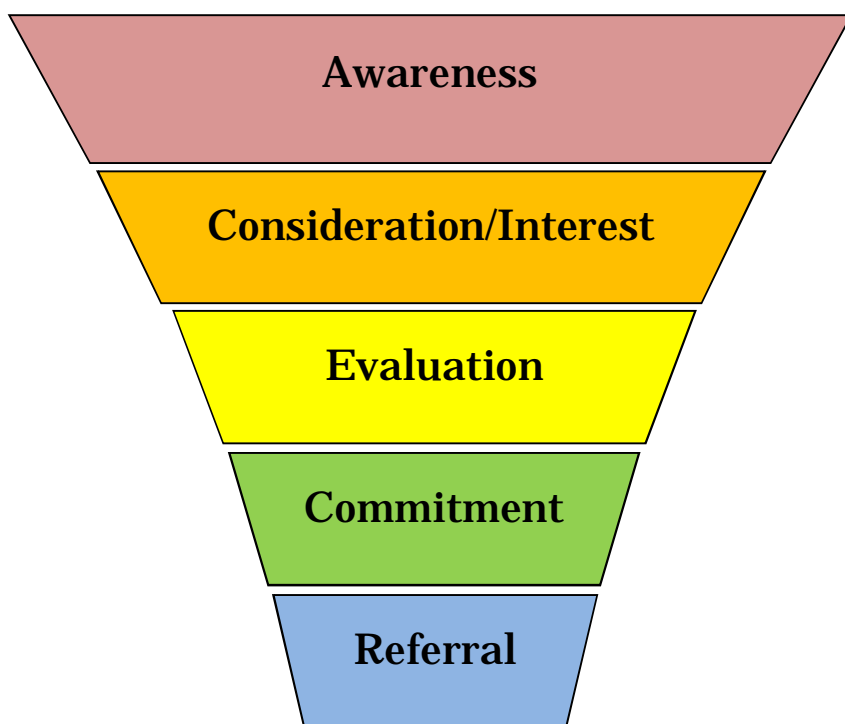 Awareness
Consideration/Interest
Evaluation
Commitment
Referral